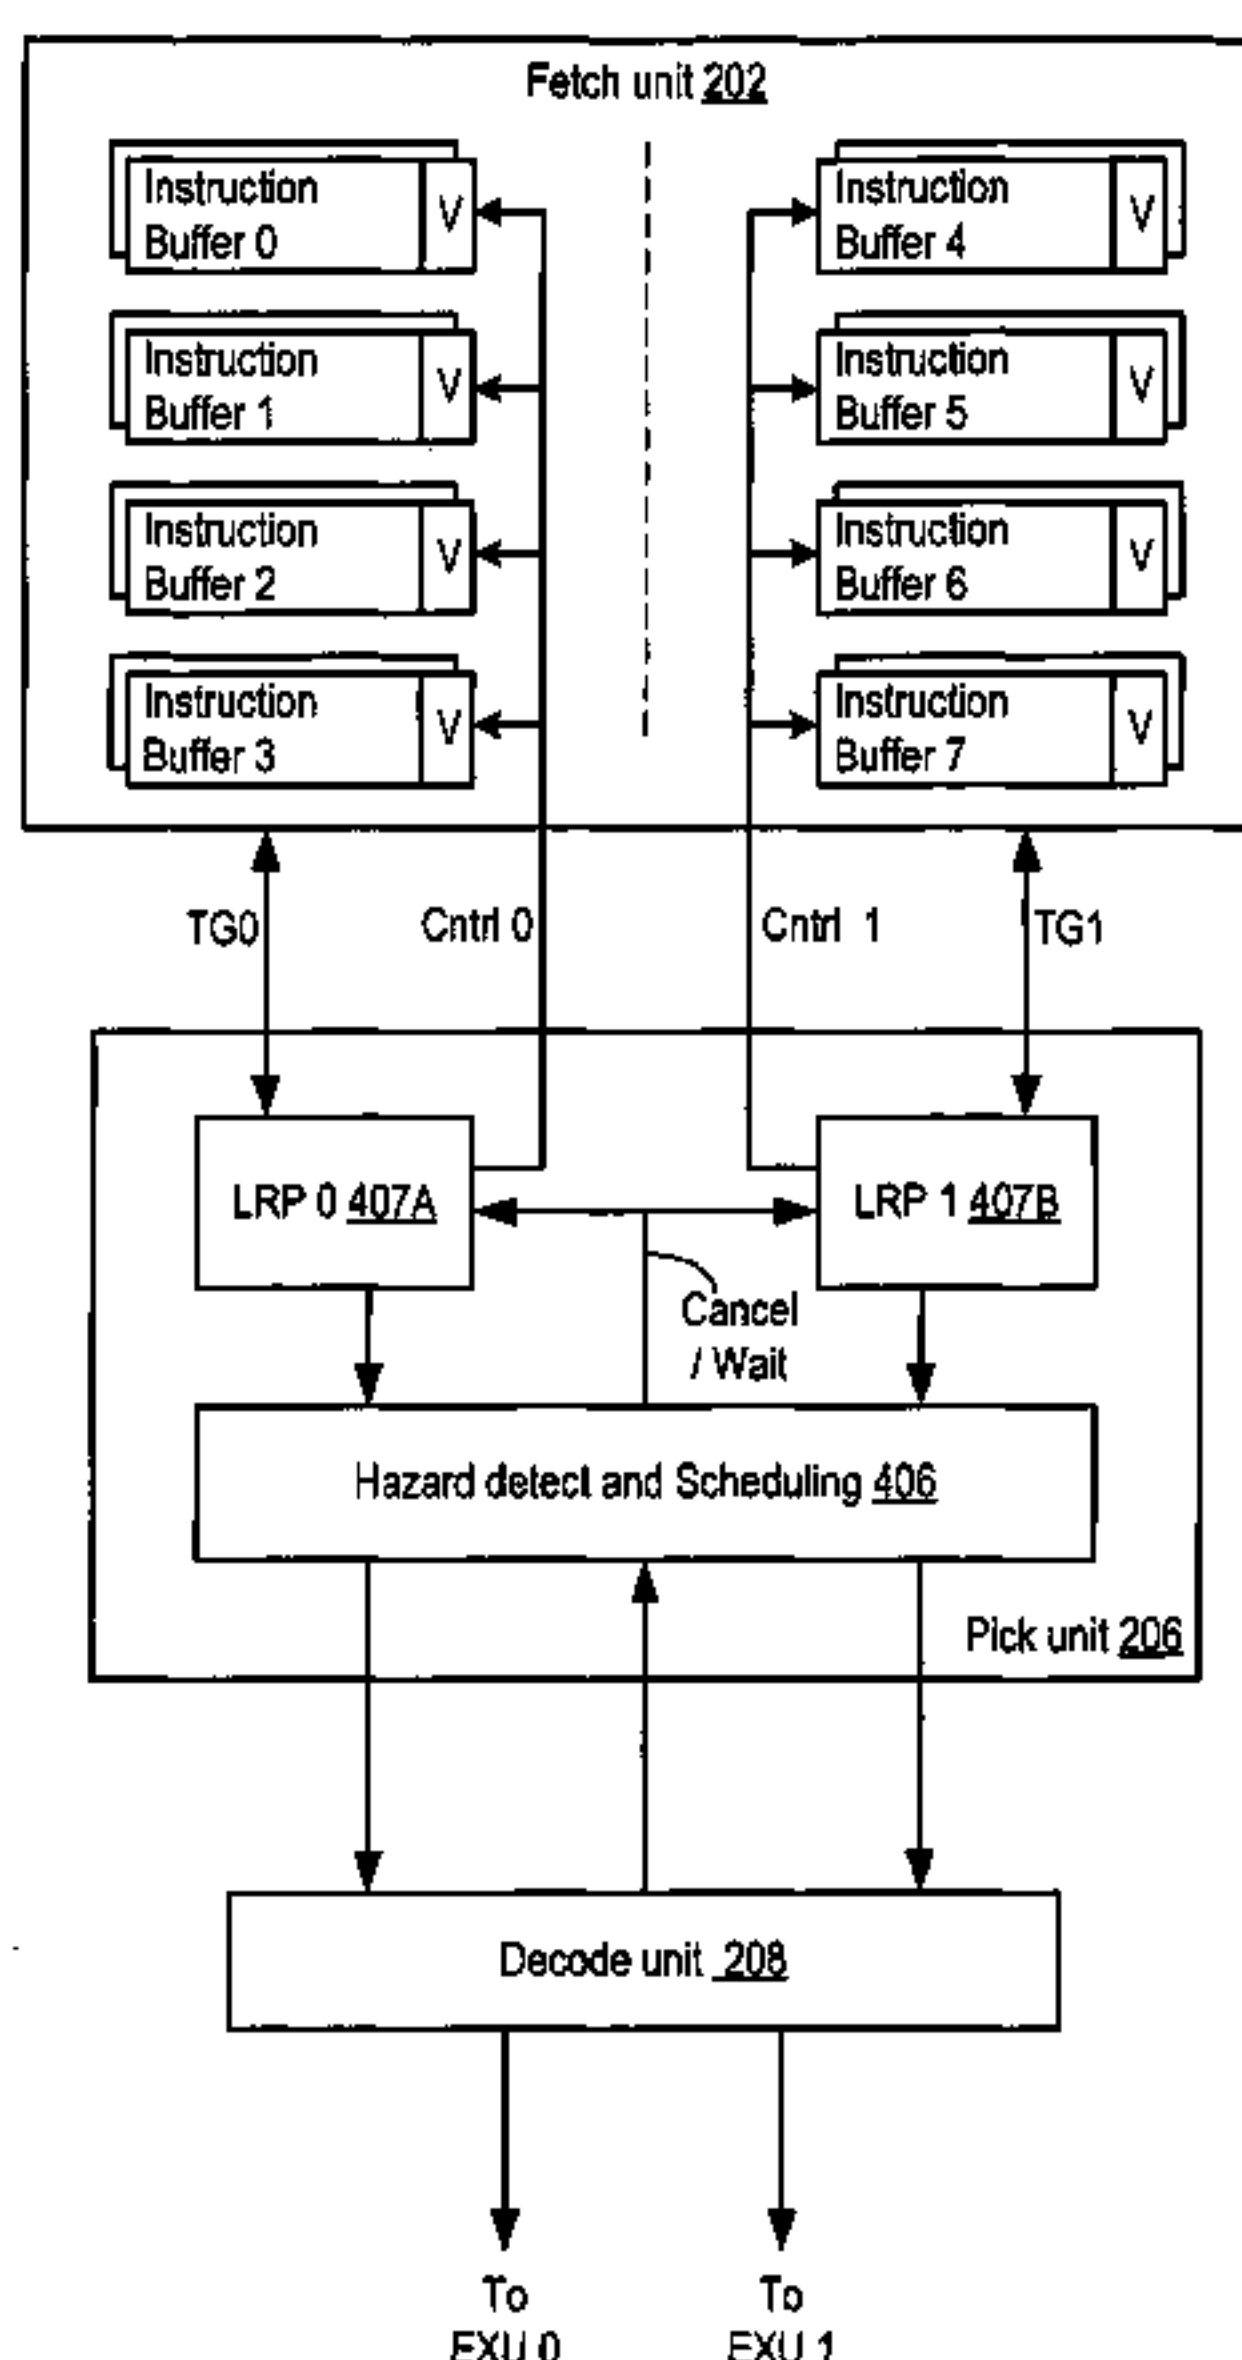 Fetch unit 202
Instruction
Buffer 0
V
Instruction
Buffer 4
V
Instruction
Buffer 1
V
Instruction
Buffer 5
V
Instruction
Buffer 2
V
Instruction
Buffer 6
V
Instruction
Buffer 3
V
Instruction
Buffer 7
V
TG0
Cntrl 0
Cntrl 1
TG1
LRP 0 407A
LRP 1 407B
Cancel
/ Wait
Hazard detect and Scheduling 406
Pick unit 206
Decode unit 208
To
EXU 0
To
EXU 1